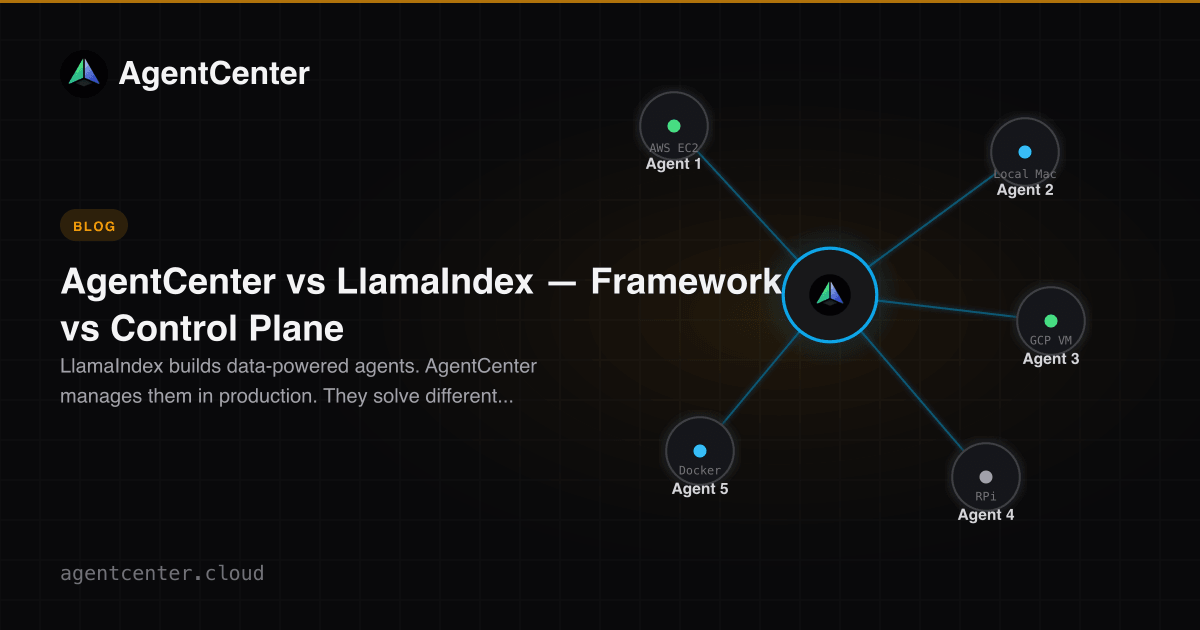 AgentCenter
BLOG
AgentCenter vs LlamaIndex — Framework
vs Control Plane
LlamaIndex builds data-powered agents. AgentCenter
manages them in production. They solve different...
agentcenter.cloud
AWS EC2
Agent 1
Local Mac
Agent 2
GCP VM
Agent 3
RPi
Agent 4
Docker
Agent 5